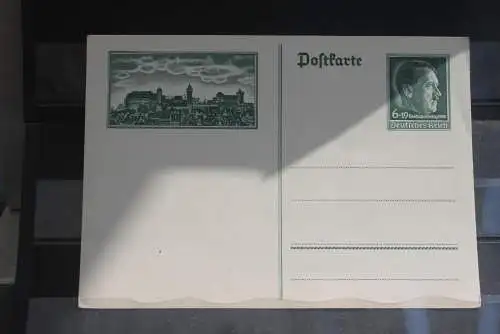 Postkarte
6+19
Deutsches Reich